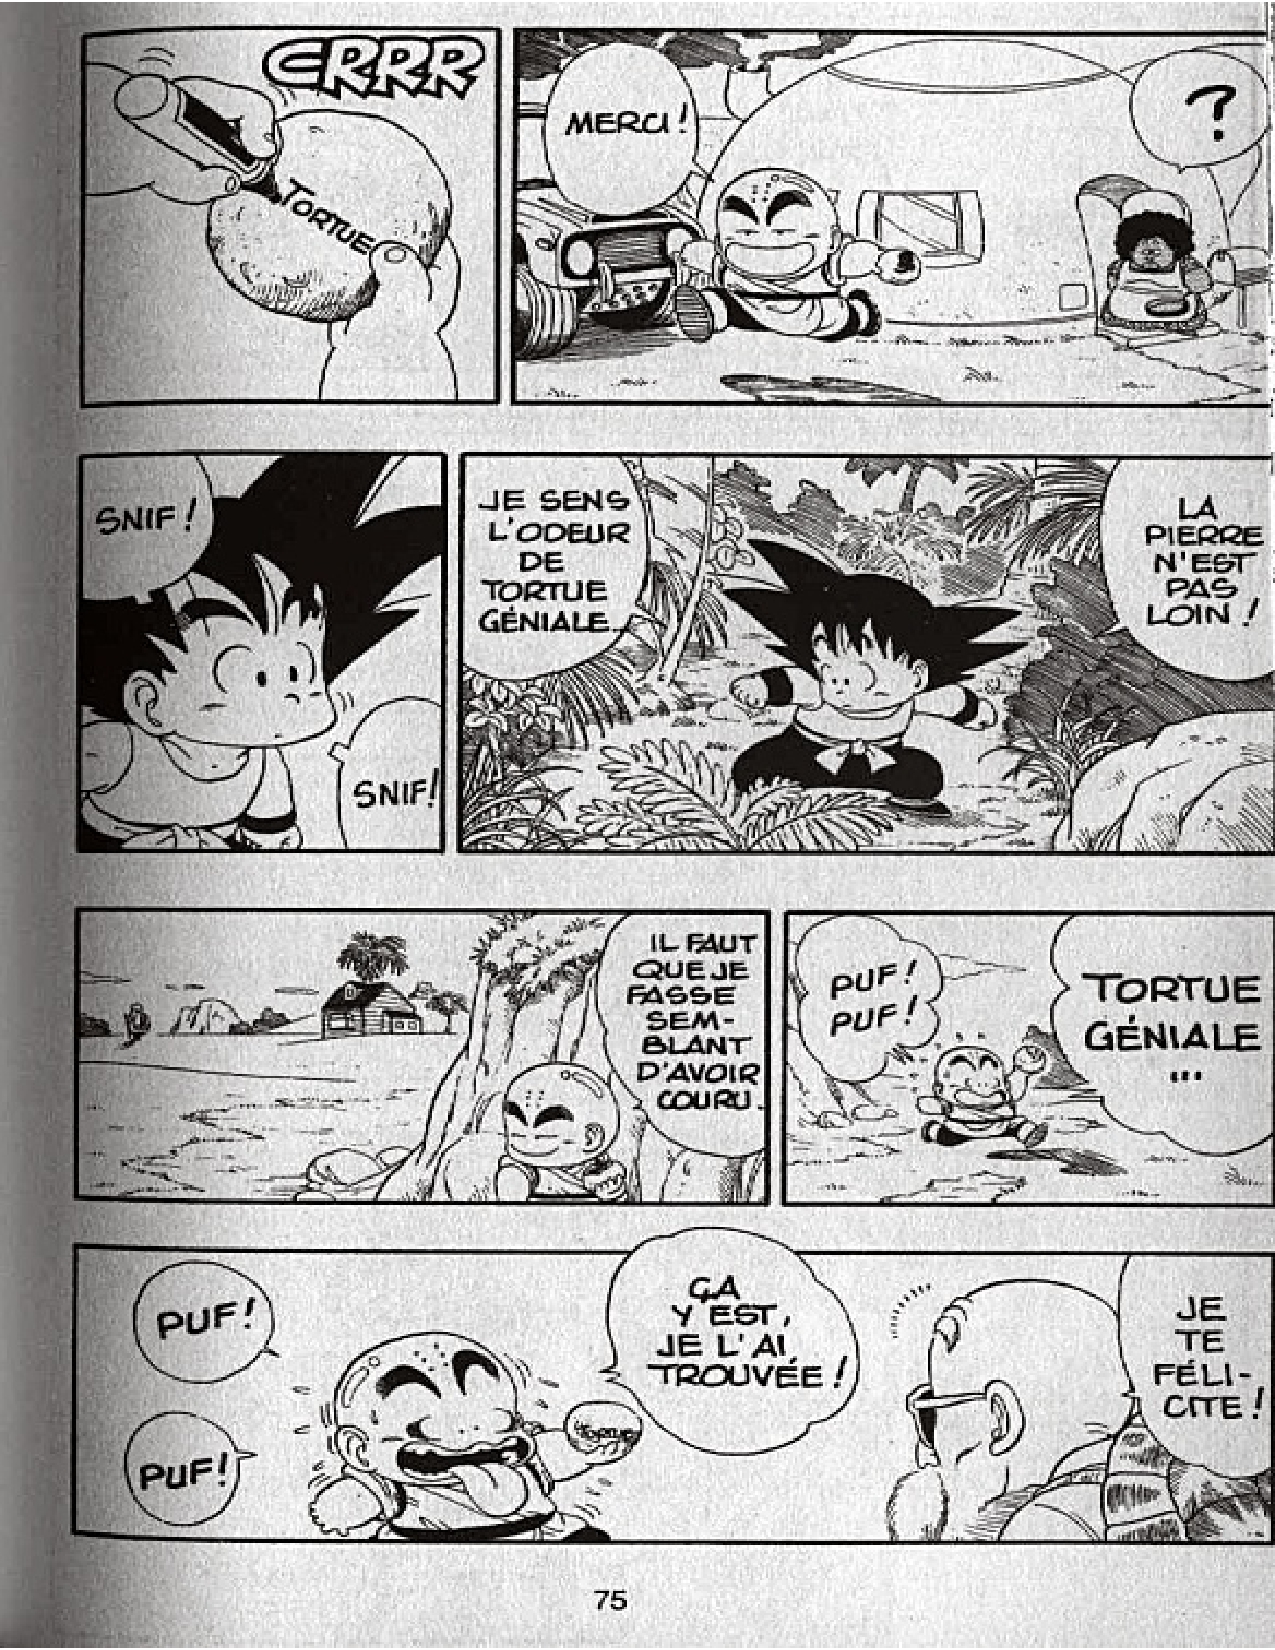 CRRR
TORTUE
MERCI !
?
SNIF !
SNIF !
JE SENS
L'ODEUR
DE
TORTUE
GÉNIALE...
LA
PIERRE
N'EST
PAS
LOIN !
IL FAUT
QUE JE
FASSE
SEM-
BLANT
D'AVOIR
COURU.
PUF !
PUF !
TORTUE
GÉNIALE
...
PUF !
PUF !
ÇA
Y EST,
JE L'AI
TROUVÉE !
TORTUE
JE
TE
FÉLI-
CITE !
75